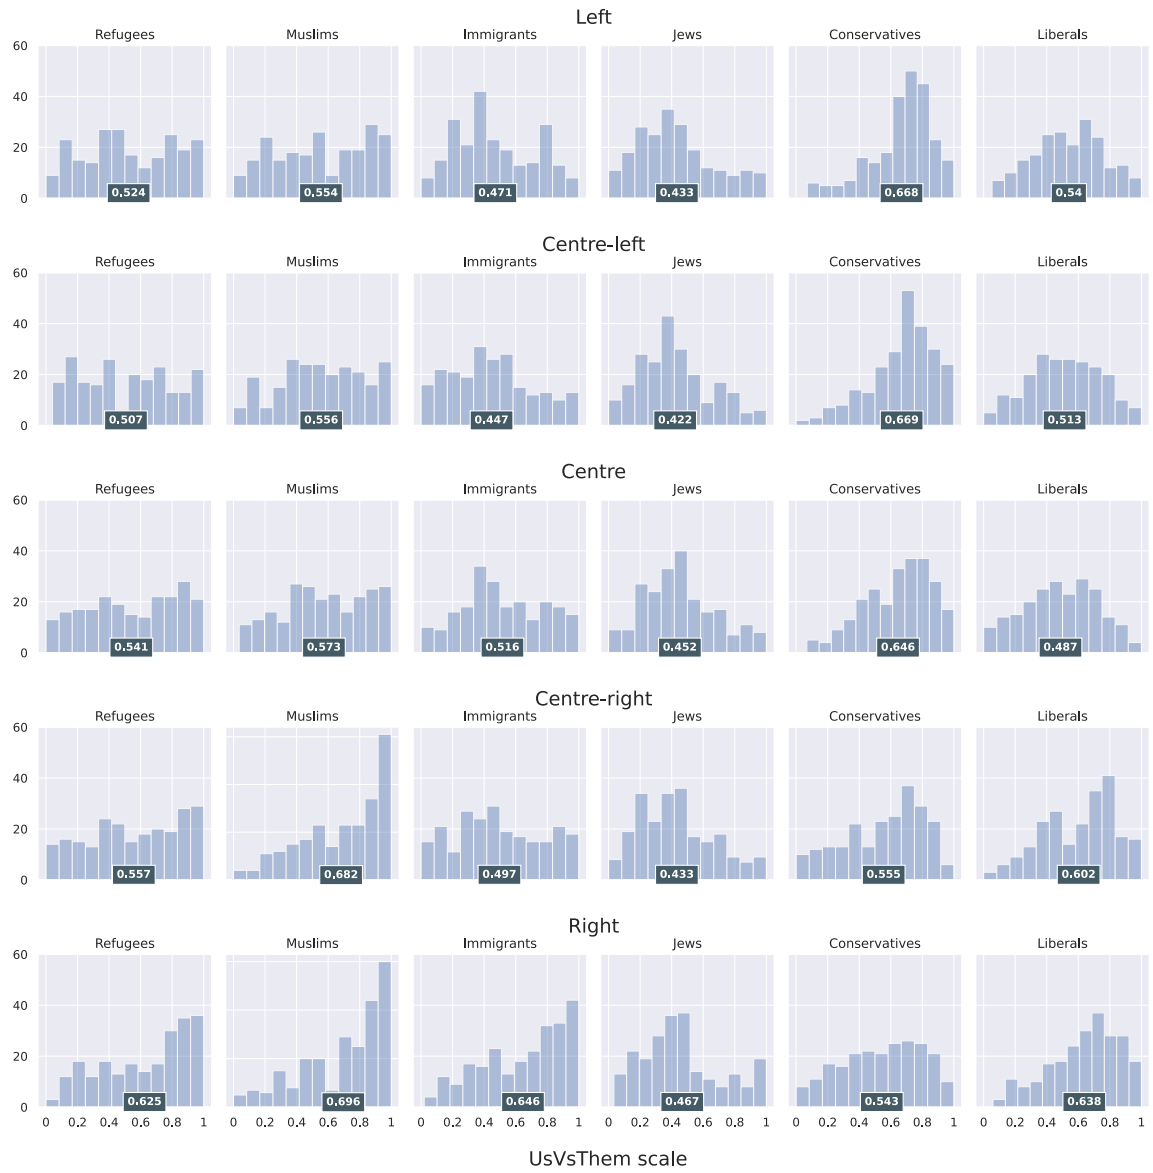 Left
Refugees Muslims Immigrants Jews Conservatives Liberals
60
40
20
0
0.524 0.554 0.471 0.433 0.668 0.54
Centre-left
Refugees Muslims Immigrants Jews Conservatives Liberals
60
40
20
0
0.507 0.556 0.447 0.422 0.669 0.513
Centre
Refugees Muslims Immigrants Jews Conservatives Liberals
60
40
20
0
0.541 0.573 0.516 0.452 0.646 0.487
Centre-right
Refugees Muslims Immigrants Jews Conservatives Liberals
60
40
20
0
0.557 0.682 0.497 0.433 0.555 0.602
Right
Refugees Muslims Immigrants Jews Conservatives Liberals
60
40
20
0
0.625 0.696 0.646 0.467 0.543 0.638
0 0.2 0.4 0.6 0.8 1 0 0.2 0.4 0.6 0.8 1 0 0.2 0.4 0.6 0.8 1 0 0.2 0.4 0.6 0.8 1 0 0.2 0.4 0.6 0.8 1 0 0.2 0.4 0.6 0.8 1
UsVsThem scale